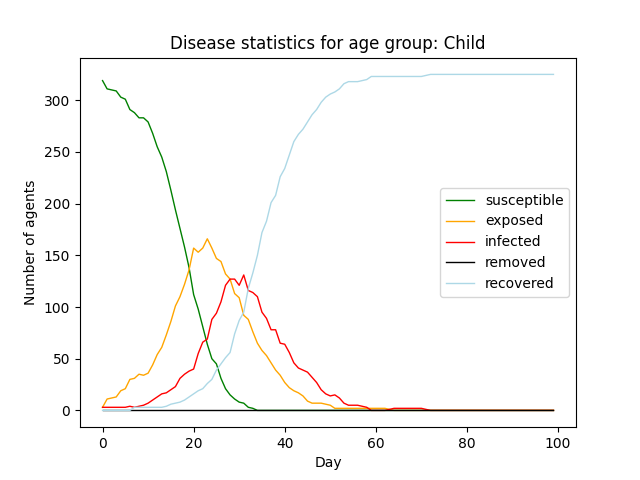 Disease statistics for age group: Child
Number of agents
300
250
200
150
100
50
0
susceptible
exposed
infected
removed
recovered
0 20 40 60 80 100
Day